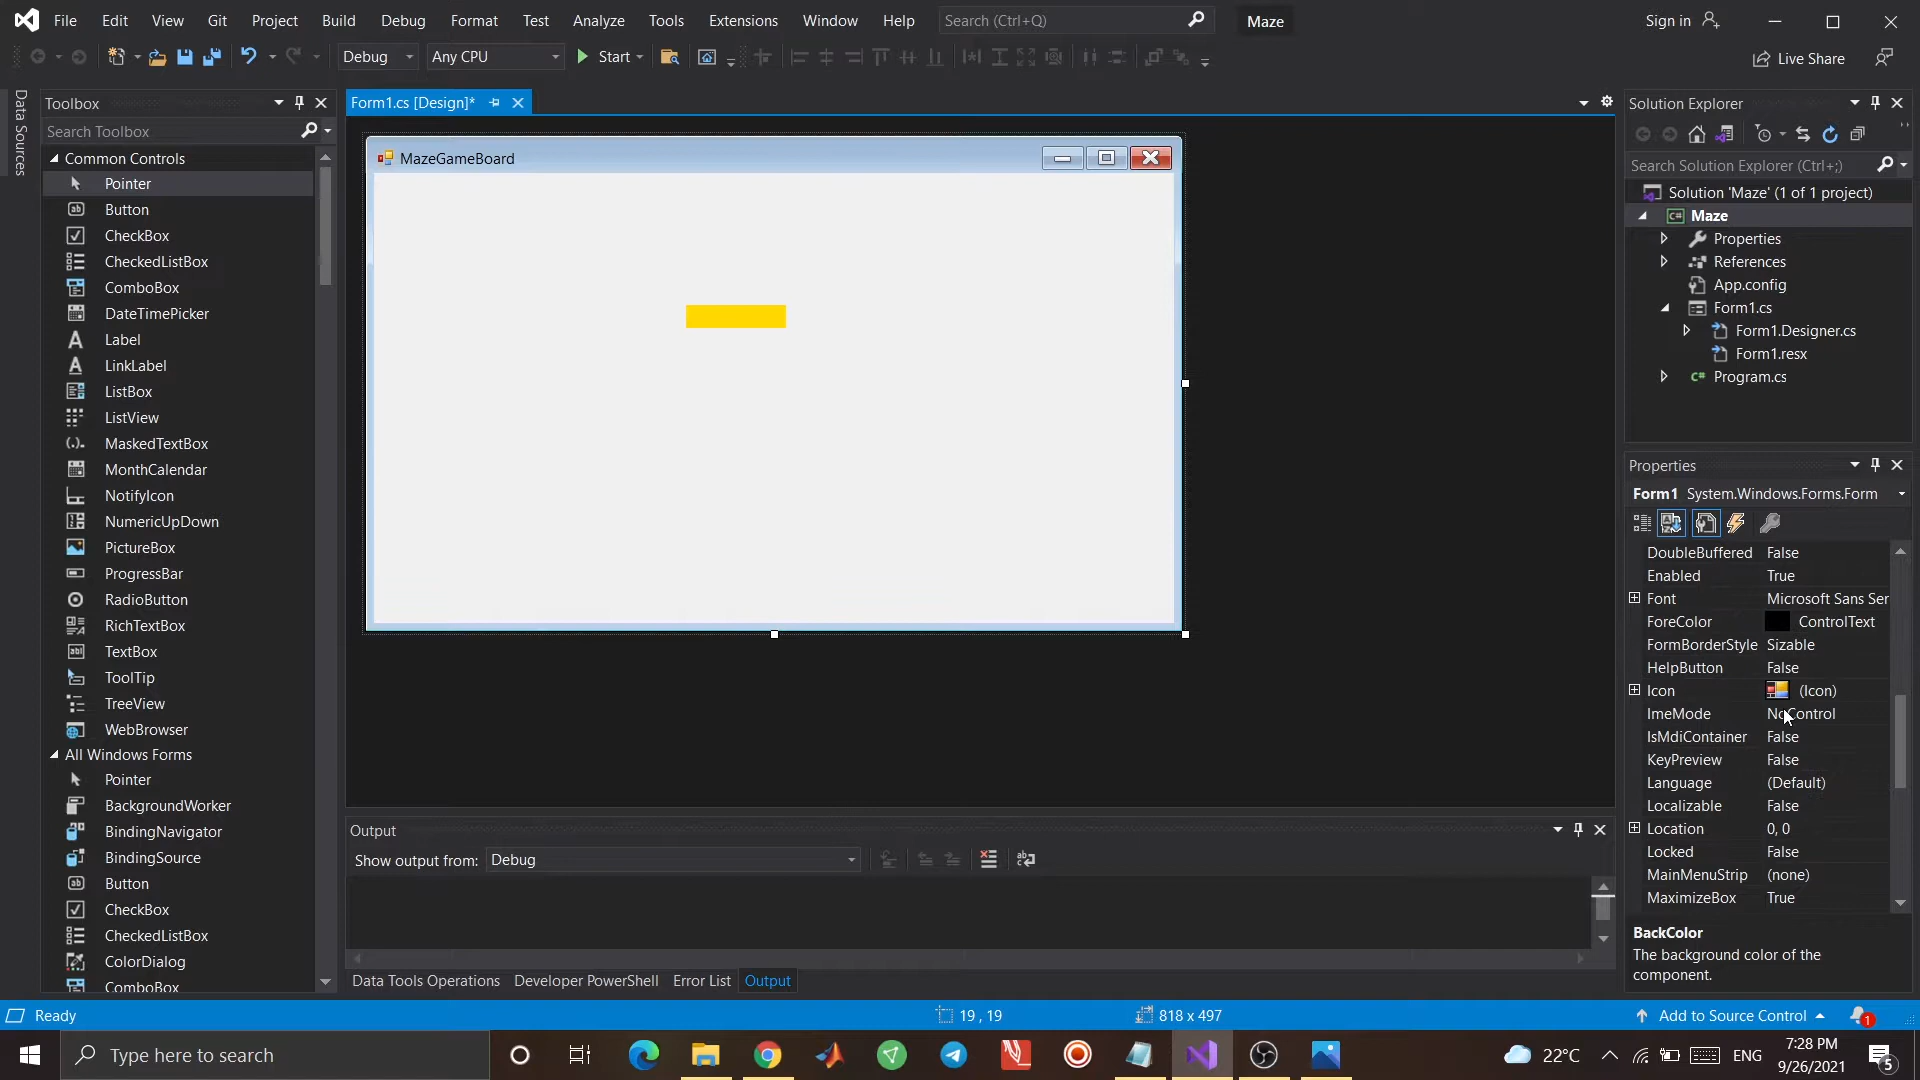 File Edit View Git Project Build Debug Format Test Analyze Tools Extensions Window Help Search (Ctrl+Q) Maze Sign in
Debug Any CPU Start Live Share
Data Sources
Toolbox
Search Toolbox
Common Controls
Pointer
Button
CheckBox
CheckedListBox
ComboBox
DateTimePicker
Label
LinkLabel
ListBox
ListView
MaskedTextBox
MonthCalendar
NotifyIcon
NumericUpDown
PictureBox
ProgressBar
RadioButton
RichTextBox
TextBox
ToolTip
TreeView
WebBrowser
All Windows Forms
Pointer
BackgroundWorker
BindingNavigator
BindingSource
Button
CheckBox
CheckedListBox
ColorDialog
ComboBox
Form1.cs [Design]*
MazeGameBoard
Output
Show output from: Debug
Data Tools Operations Developer PowerShell Error List Output
Solution Explorer
Search Solution Explorer (Ctrl+;)
Solution 'Maze' (1 of 1 project)
C# Maze
Properties
References
App.config
Form1.cs
Form1.Designer.cs
Form1.resx
C# Program.cs
Properties
Form1 System.Windows.Forms.Form
DoubleBuffered False
Enabled True
Font Microsoft Sans Ser
ForeColor ControlText
FormBorderStyle Sizable
HelpButton False
Icon (Icon)
ImeMode NoControl
IsMdiContainer False
KeyPreview False
Language (Default)
Localizable False
Location 0, 0
Locked False
MainMenuStrip (none)
MaximizeBox True
BackColor
The background color of the
component.
Ready 19 , 19 818 x 497 Add to Source Control 1
Type here to search 22°C ENG 7:28 PM
9/26/2021 5